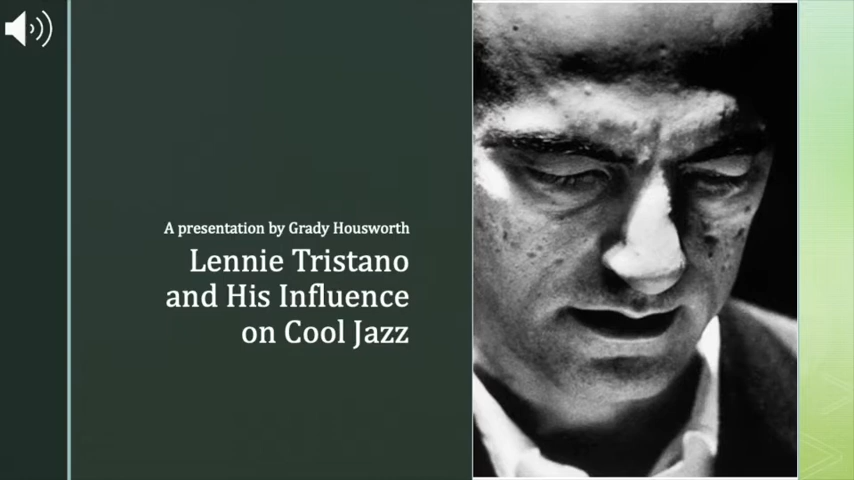 A presentation by Grady Housworth
Lennie Tristano
and His Influence
on Cool Jazz